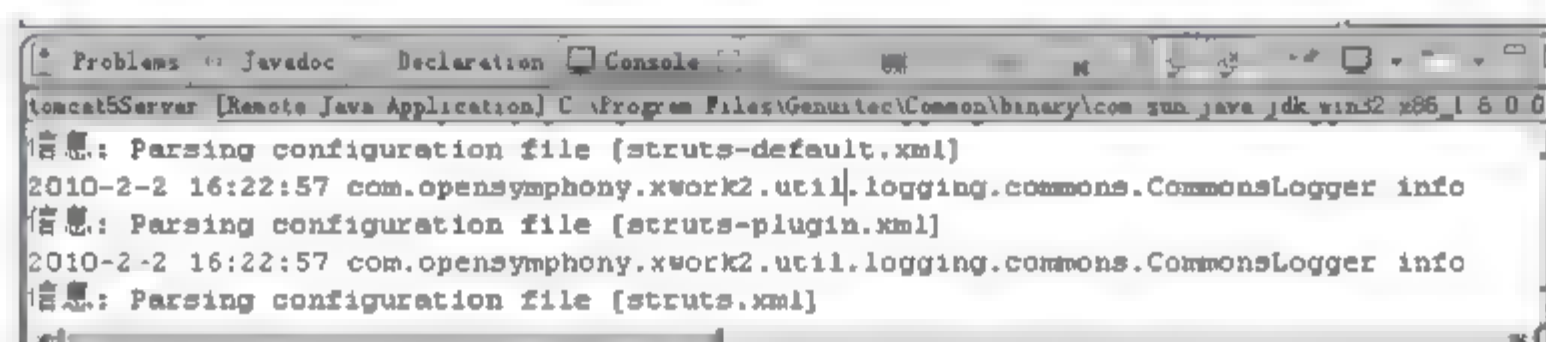 Problems Javadoc Declaration Console
tomcat5Server [Remote Java Application] C \Program Files\Genuitec\Common\binary\com sun java jdk win32 x86_1 6 0 0
信息: Parsing configuration file [struts-default.xml]
2010-2-2 16:22:57 com.opensymphony.xwork2.util.logging.commons.CommonsLogger info
信息: Parsing configuration file [struts-plugin.xml]
2010-2-2 16:22:57 com.opensymphony.xwork2.util.logging.commons.CommonsLogger info
信息: Parsing configuration file [struts.xml]